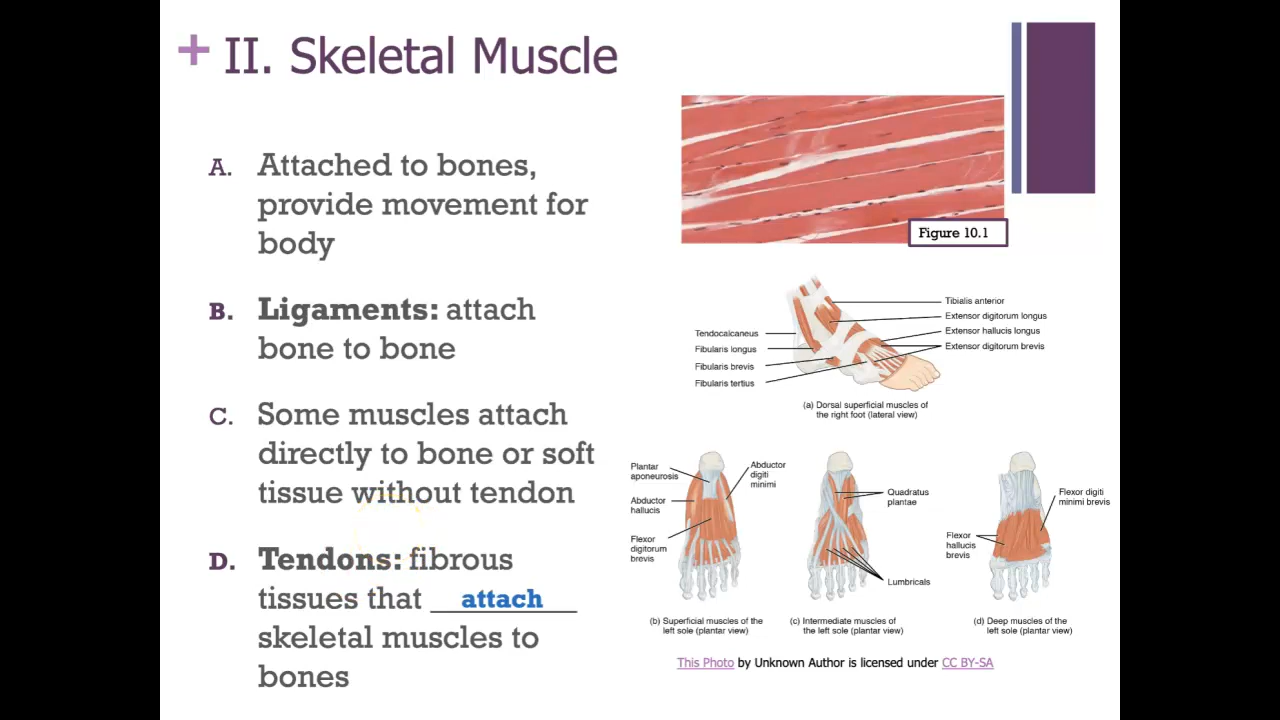 + II. Skeletal Muscle
A. Attached to bones,
provide movement for
body
B. Ligaments: attach
bone to bone
C. Some muscles attach
directly to bone or soft
tissue without tendon
D. Tendons: fibrous
tissues that attach
skeletal muscles to
bones
Figure 10.1
Tendocalcaneus
Fibularis longus
Fibularis brevis
Fibularis tertius
Tibialis anterior
Extensor digitorum longus
Extensor hallucis longus
Extensor digitorum brevis
(a) Dorsal superficial muscles of
the right foot (lateral view)
Plantar
aponeurosis
Abductor
hallucis
Flexor
digitorum
brevis
Abductor
digiti
minimi
(b) Superficial muscles of the
left sole (plantar view)
Quadratus
plantae
Lumbricals
(c) Intermediate muscles of
the left sole (plantar view)
Flexor
hallucis
brevis
Flexor digiti
minimi brevis
(d) Deep muscles of the
left sole (plantar view)
This Photo by Unknown Author is licensed under CC BY-SA